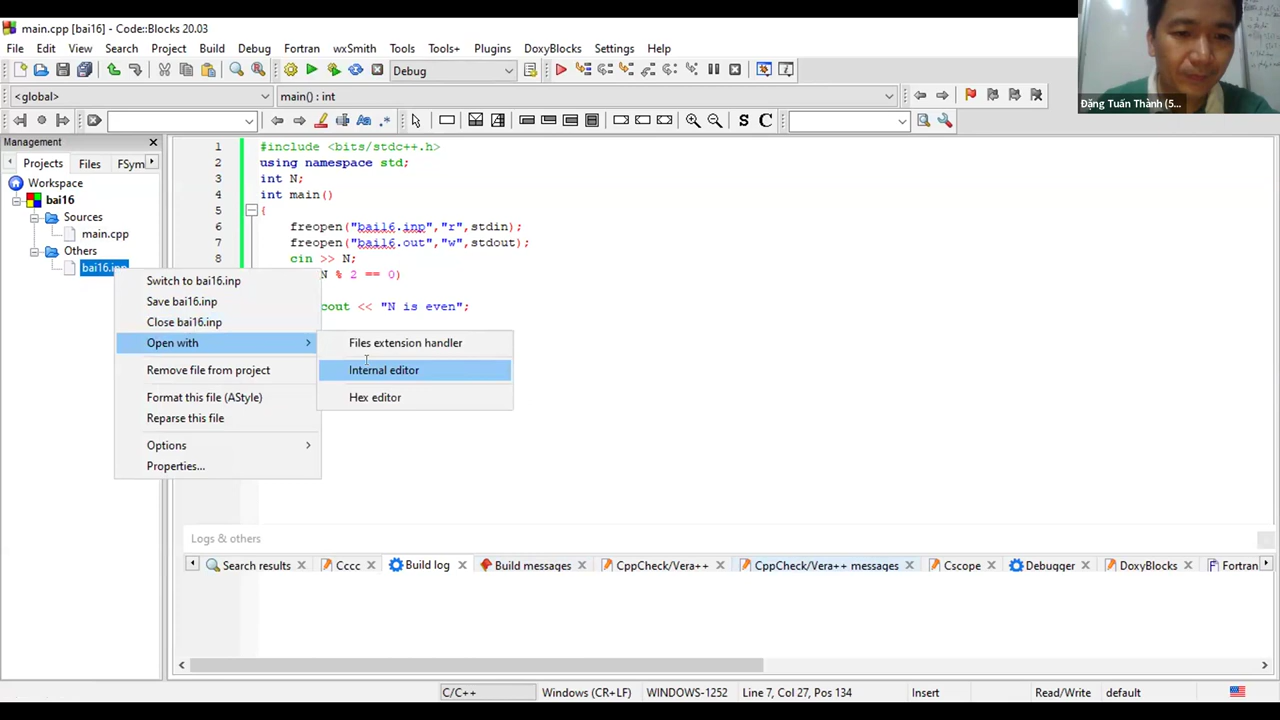 main.cpp [bai16] - Code::Blocks 20.03
File Edit View Search Project Build Debug Fortran wxSmith Tools Tools+ Plugins DoxyBlocks Settings Help
Debug
<global> main() : int
Management
Projects Files FSym
Workspace
bai16
Sources
main.cpp
Others
bai16.inp
1 #include <bits/stdc++.h>
2 using namespace std;
3 int N;
4 int main()
5 {
6 freopen("bai16.inp","r",stdin);
7 freopen("bai16.out","w",stdout);
8 cin >> N;
N % 2 == 0)
cout << "N is even";
Switch to bai16.inp
Save bai16.inp
Close bai16.inp
Open with
Remove file from project
Format this file (AStyle)
Reparse this file
Options
Properties...
Files extension handler
Internal editor
Hex editor
Logs & others
Search results Cccc Build log Build messages CppCheck/Vera++ CppCheck/Vera++ messages Cscope Debugger DoxyBlocks Fortran
C/C++ Windows (CR+LF) WINDOWS-1252 Line 7, Col 27, Pos 134 Insert Read/Write default
Đặng Tuấn Thành (5...